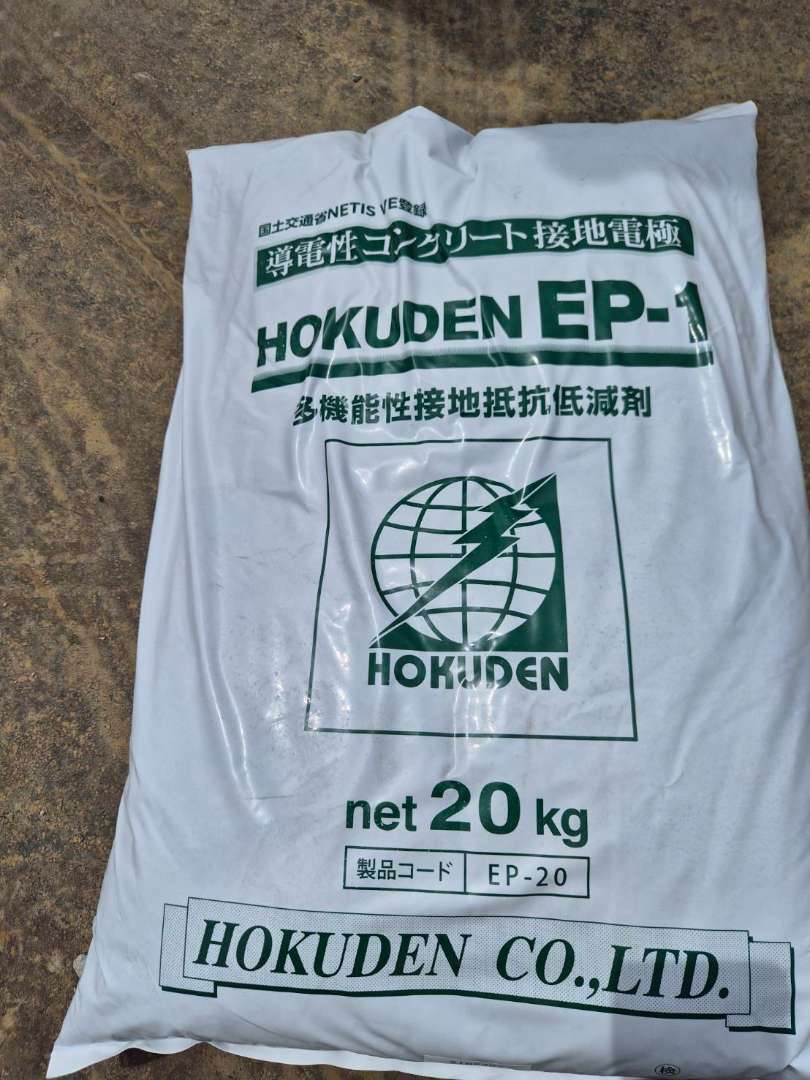 国土交通省NETIS VE登録
導電性コンクリート接地電極
HOKUDEN EP-1
多機能性接地抵抗低減剤
HOKUDEN
net 20 kg
製品コード EP-20
HOKUDEN CO.,LTD.
検